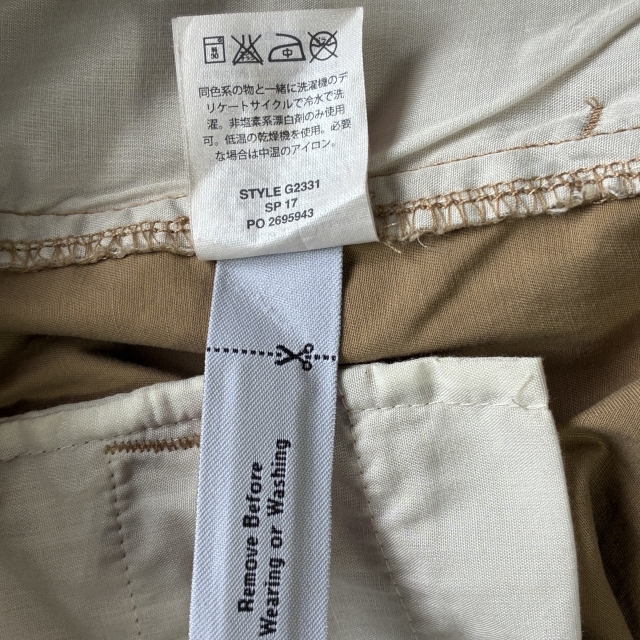 同色系の物と一緒に洗濯機のデ
リケートサイクルで冷水で洗
濯。非塩素系漂白剤のみ使用
可。低温の乾燥機を使用。必要
な場合は中温のアイロン。
STYLE G2331
SP 17
PO 2695943
Remove Before
Wearing or Washing